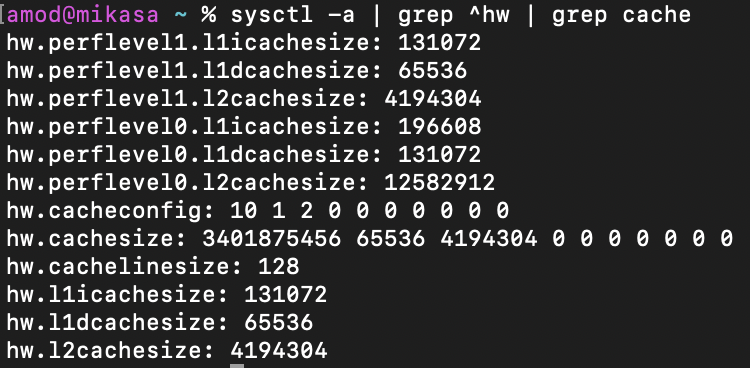 [amod@mikasa ~ % sysctl -a | grep ^hw | grep cache
hw.perflevel1.l1icachesize: 131072
hw.perflevel1.l1dcachesize: 65536
hw.perflevel1.l2cachesize: 4194304
hw.perflevel0.l1icachesize: 196608
hw.perflevel0.l1dcachesize: 131072
hw.perflevel0.l2cachesize: 12582912
hw.cacheconfig: 10 1 2 0 0 0 0 0 0 0
hw.cachesize: 3401875456 65536 4194304 0 0 0 0 0 0 0
hw.cachelinesize: 128
hw.l1icachesize: 131072
hw.l1dcachesize: 65536
hw.l2cachesize: 4194304